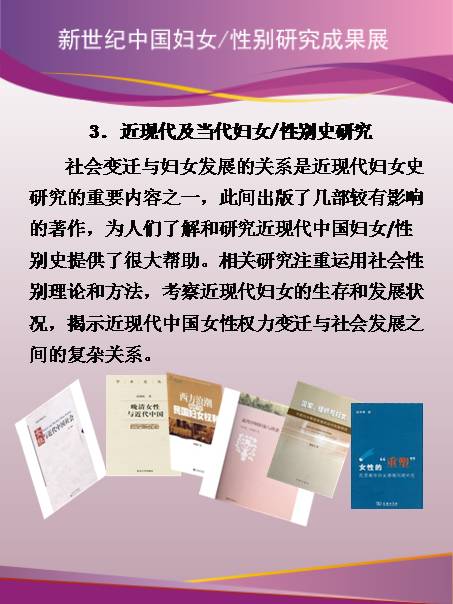 新世纪中国妇女/性别研究成果展
3. 近现代及当代妇女/性别史研究
社会变迁与妇女发展的关系是近现代妇女史
研究的重要内容之一，此间出版了几部较有影响
的著作，为人们了解和研究近现代中国妇女/性
别史提供了很大帮助。相关研究注重运用社会性
别理论和方法，考察近现代妇女的生存和发展状
况，揭示近现代中国女性权力变迁与社会发展之
间的复杂关系。
与近代中国社会
晚清女性
与近代中国
西方浪潮
民国妇女权利
女性的“重塑”